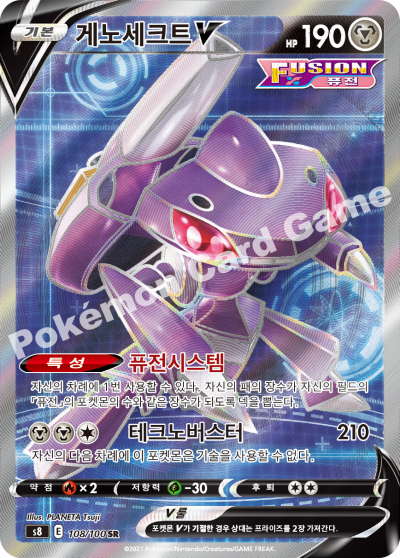 기본 게노세크트 V HP 190
FUSION
퓨전
Pokémon Card Game
특성 퓨전시스템
자신의 차례에 1번 사용할 수 있다. 자신의 패의 장수가 자신의 필드의
「퓨전」의 포켓몬의 수와 같은 장수가 되도록 덱을 뽑는다.
테크노버스터 210
자신의 다음 차례에 이 포켓몬은 기술을 사용할 수 없다.
약점 ×2 저항력 -30 후퇴
Illus. PLANETA Tsuji
V룰
s8 E 108/100 SR
포켓몬 V가 기절한 경우 상대는 프라이즈를 2장 가져간다.
©2021 Pokémon/Nintendo/Creatures/GAME FREAK.